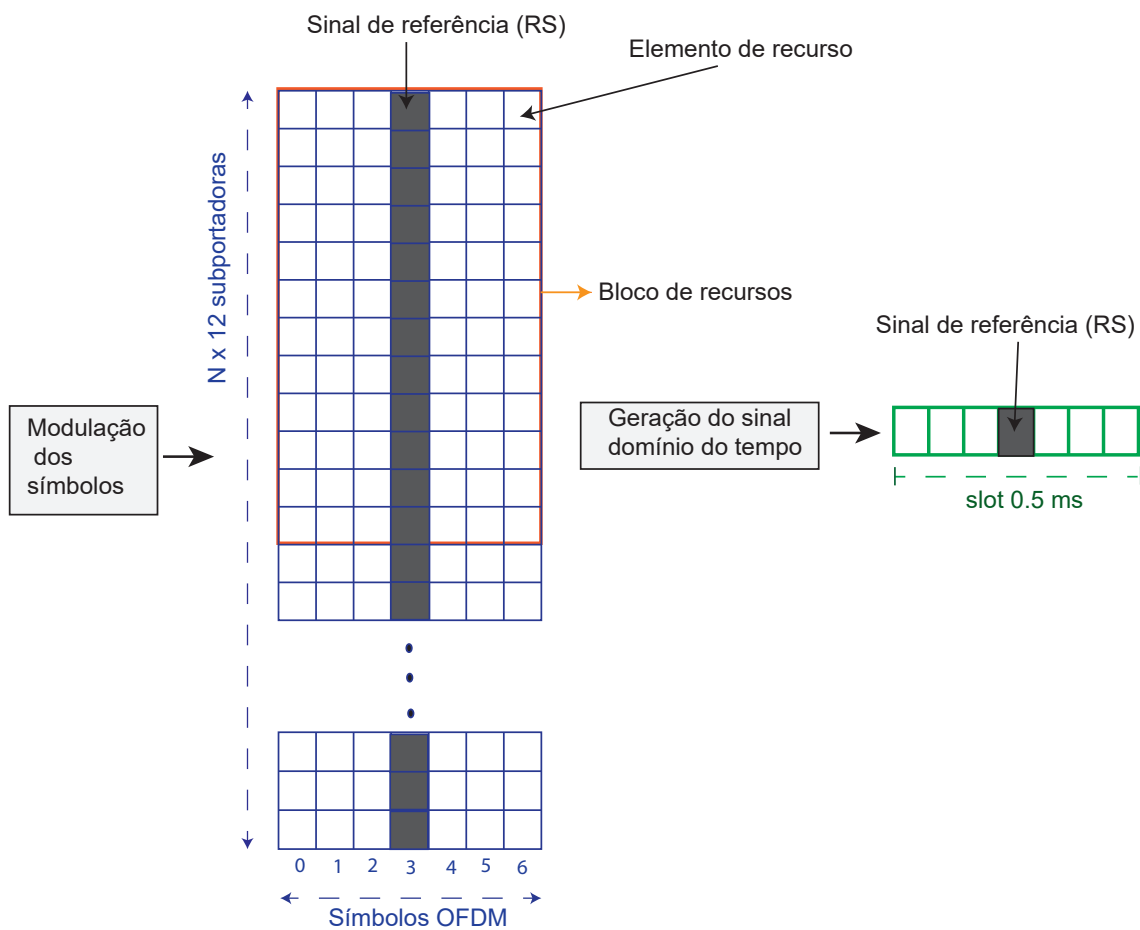 Sinal de referência (RS)
Elemento de recurso
N x 12 subportadoras
Bloco de recursos
Sinal de referência (RS)
Modulação
dos
símbolos
Geração do sinal
domínio do tempo
slot 0.5 ms
0 1 2 3 4 5 6
Símbolos OFDM